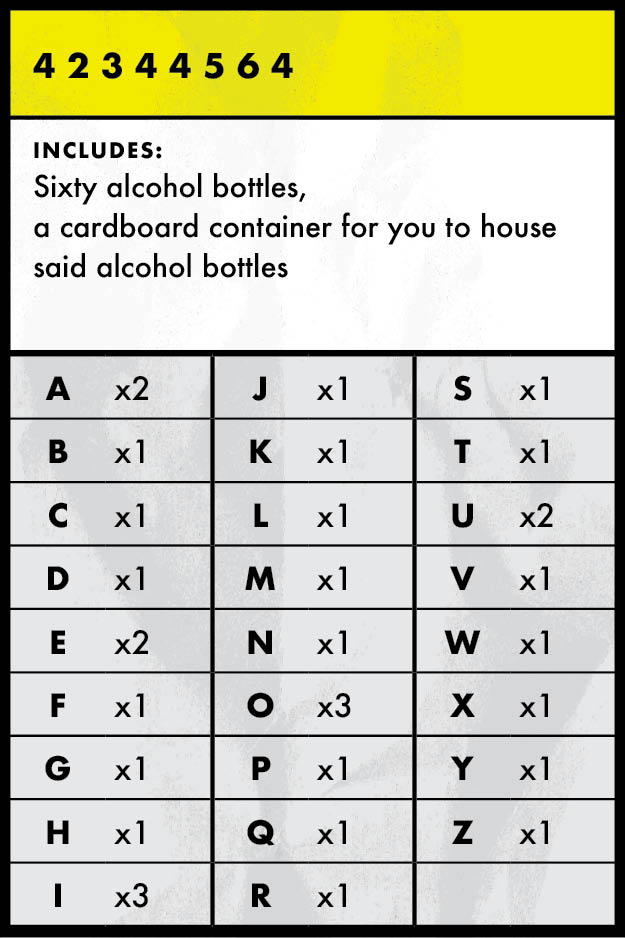 4 2 3 4 4 5 6 4
INCLUDES:
Sixty alcohol bottles,
a cardboard container for you to house
said alcohol bottles
A x2 J x1 S x1
B x1 K x1 T x1
C x1 L x1 U x2
D x1 M x1 V x1
E x2 N x1 W x1
F x1 O x3 X x1
G x1 P x1 Y x1
H x1 Q x1 Z x1
I x3 R x1